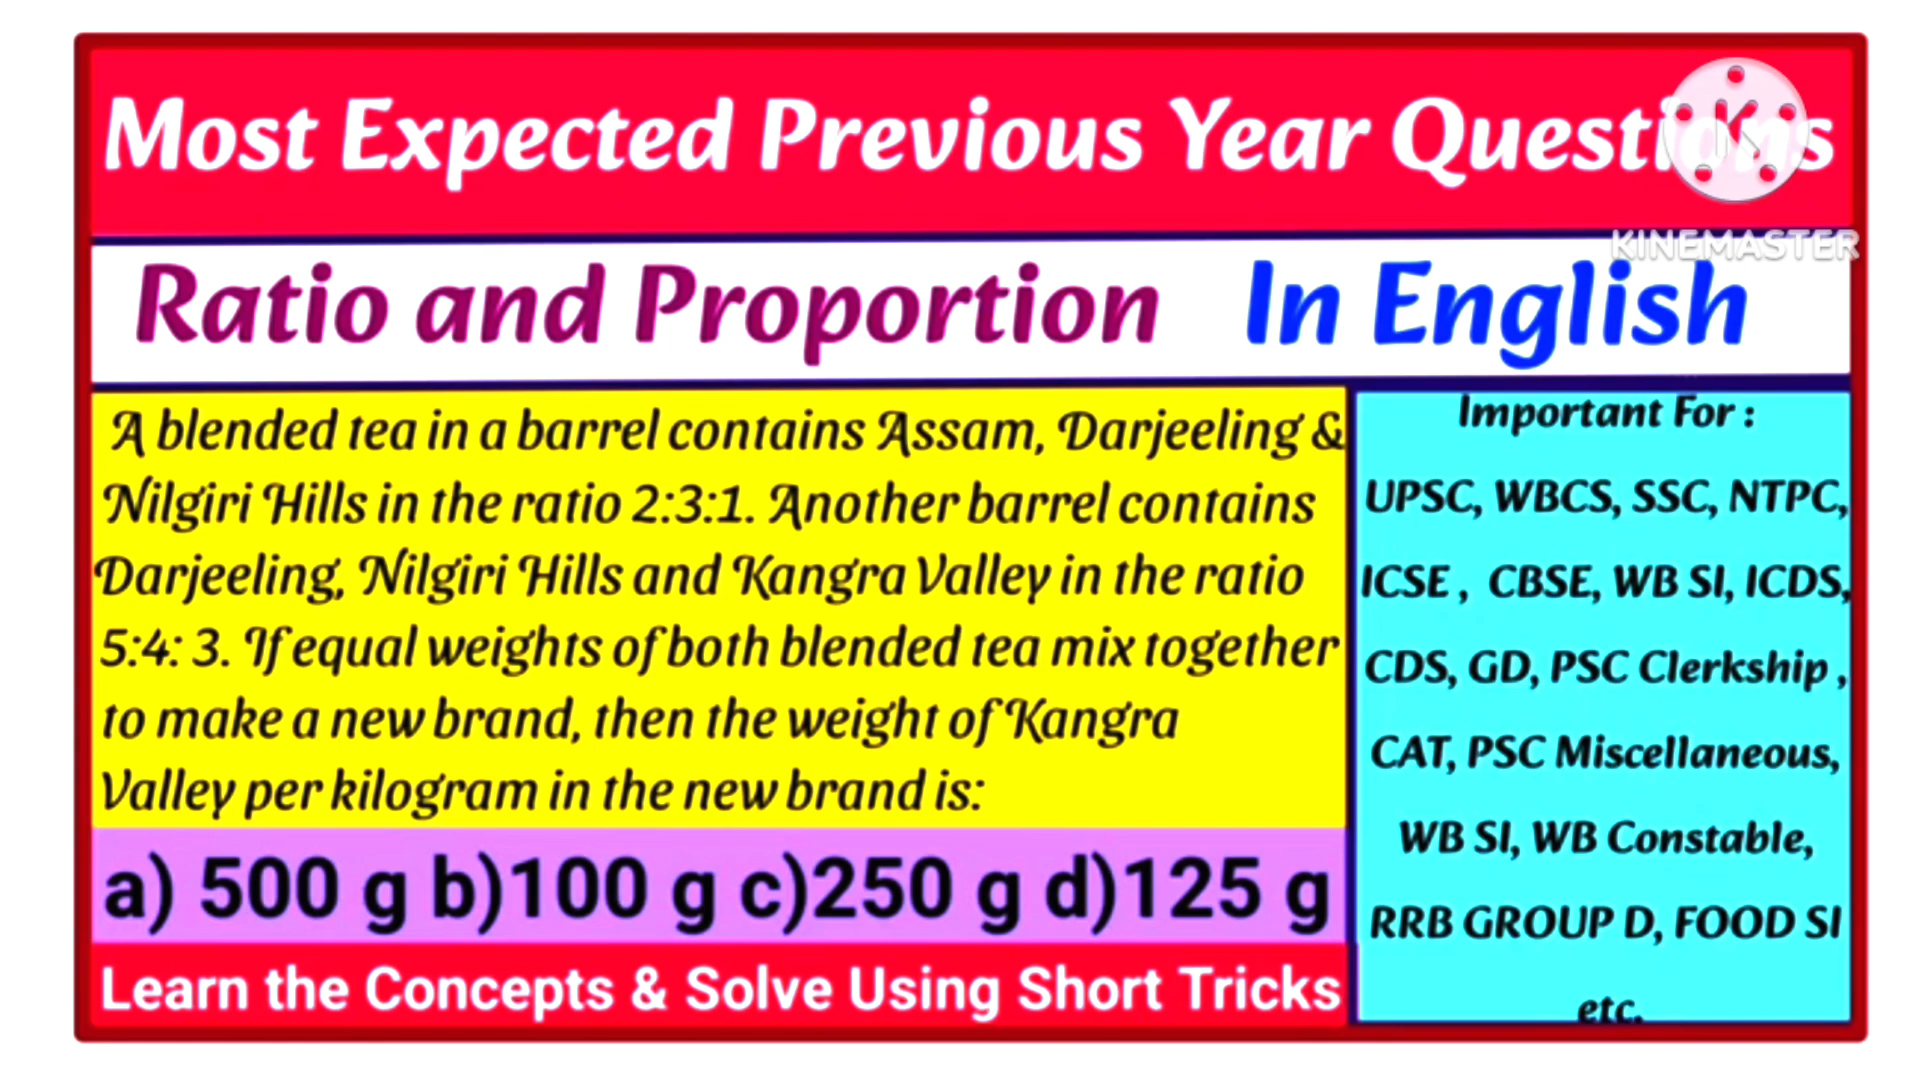 Most Expected Previous Year Questions
KINEMASTER
Ratio and Proportion In English
A blended tea in a barrel contains Assam, Darjeeling &
Nilgiri Hills in the ratio 2:3:1. Another barrel contains
Darjeeling, Nilgiri Hills and Kangra Valley in the ratio
5:4: 3. If equal weights of both blended tea mix together
to make a new brand, then the weight of Kangra
Valley per kilogram in the new brand is:
a) 500 g b)100 g c)250 g d)125 g
Learn the Concepts & Solve Using Short Tricks
Important For :
UPSC, WBCS, SSC, NTPC,
ICSE , CBSE, WB SI, ICDS,
CDS, GD, PSC Clerkship ,
CAT, PSC Miscellaneous,
WB SI, WB Constable,
RRB GROUP D, FOOD SI
etc.